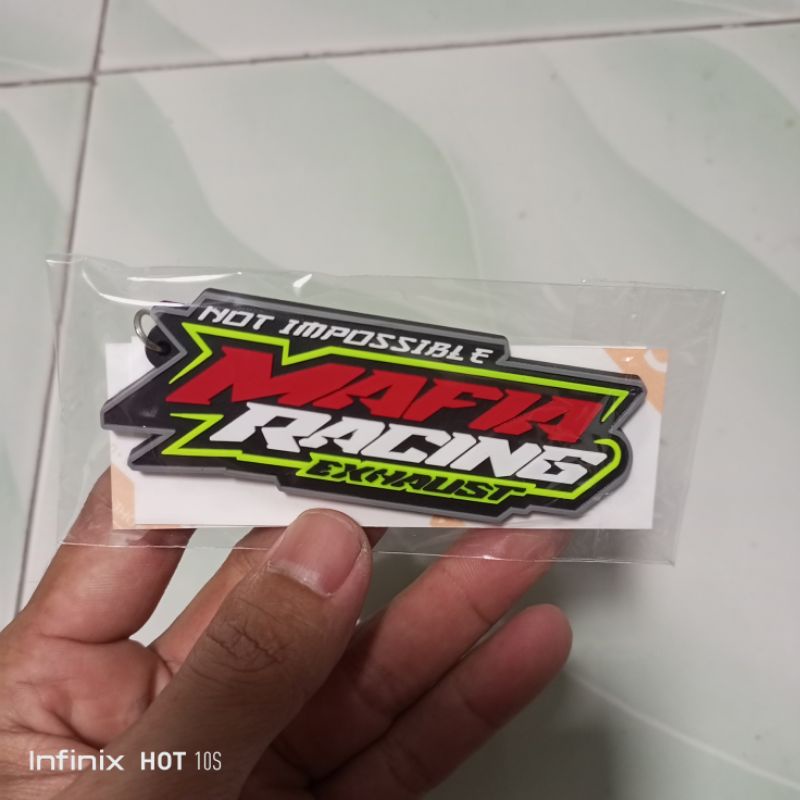 NOT IMPOSSIBLE
MAFIA
RACING
EXHAUST
Infinix HOT 10S